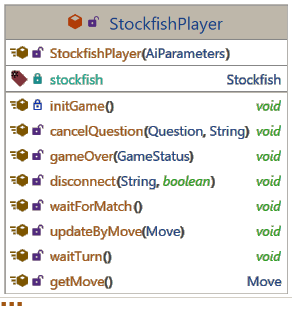 StockfishPlayer
StockfishPlayer(AiParameters)
stockfish Stockfish
initGame() void
cancelQuestion(Question, String) void
gameOver(GameStatus) void
disconnect(String, boolean) void
waitForMatch() void
updateByMove(Move) void
waitTurn() void
getMove() Move